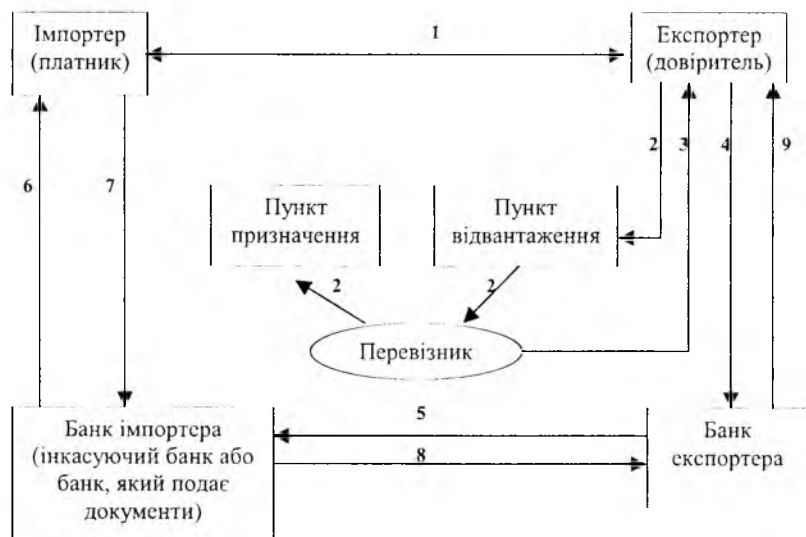 Імпортер
(платник)
1
Експортер
(довіритель)
6
7
2
3
4
9
Пункт
призначення
Пункт
відвантаження
2
2
Перевізник
Банк імпортера
(інкасуючий банк або
банк, який подає
документи)
5
8
Банк
експортера